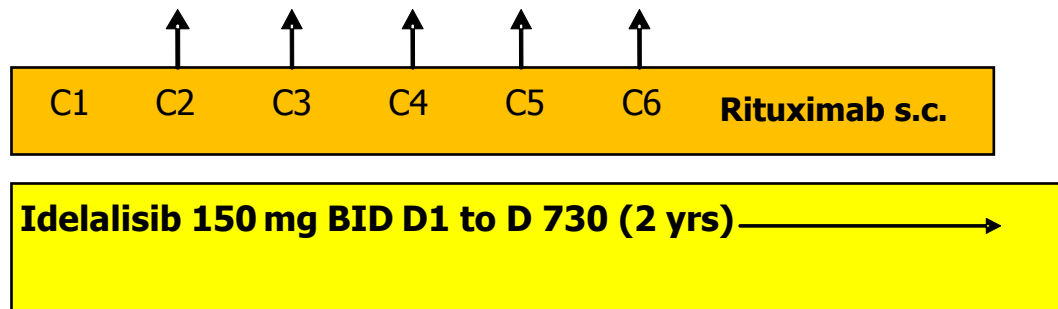 C1 C2 C3 C4 C5 C6 Rituximab s.c.
Idelalisib 150 mg BID D1 to D 730 (2 yrs)